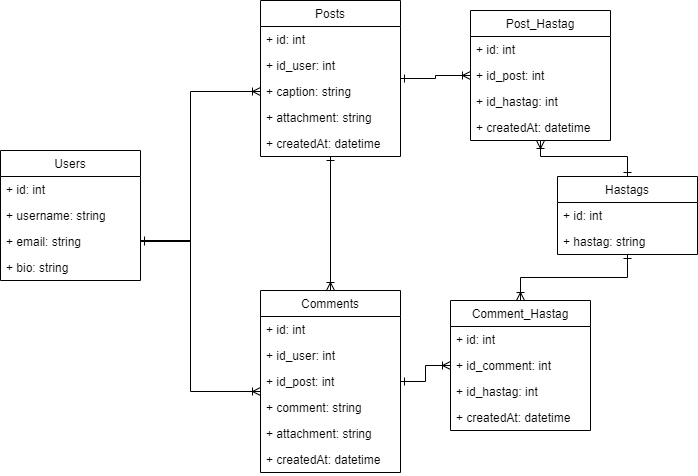 Posts
+ id: int
+ id_user: int
+ caption: string
+ attachment: string
+ createdAt: datetime
Post_Hastag
+ id: int
+ id_post: int
+ id_hastag: int
+ createdAt: datetime
Users
+ id: int
+ username: string
+ email: string
+ bio: string
Hastags
+ id: int
+ hastag: string
Comments
+ id: int
+ id_user: int
+ id_post: int
+ comment: string
+ attachment: string
+ createdAt: datetime
Comment_Hastag
+ id: int
+ id_comment: int
+ id_hastag: int
+ createdAt: datetime